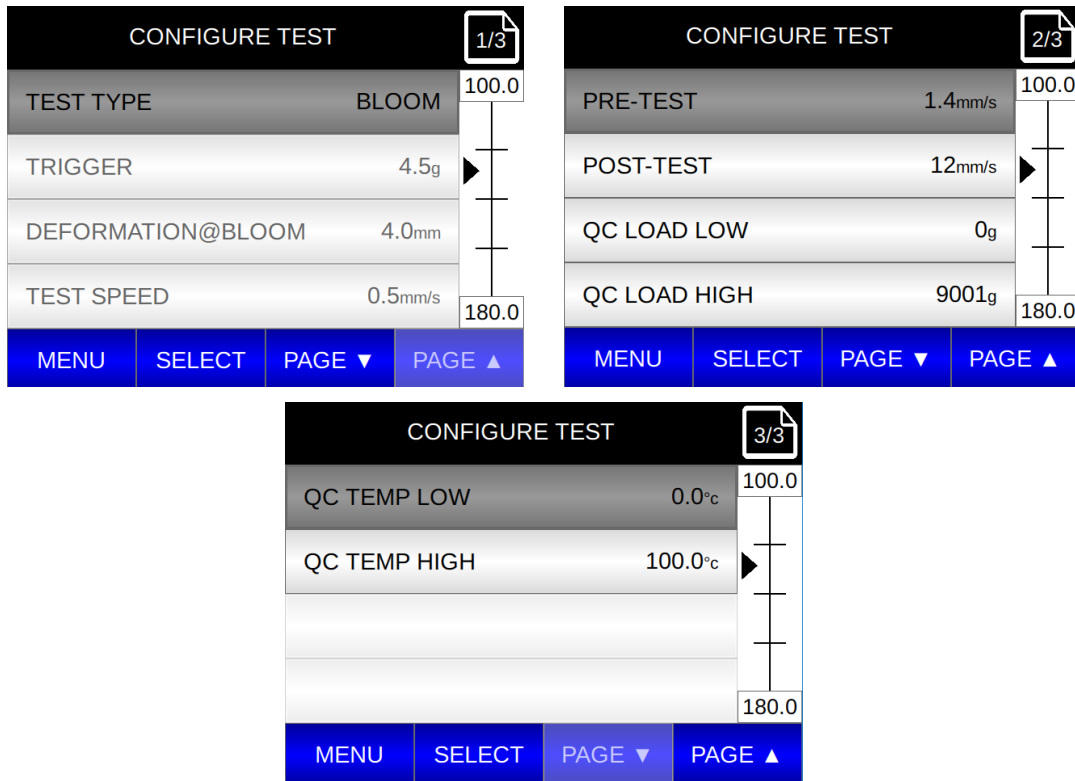 CONFIGURE TEST 1/3
TEST TYPE BLOOM 100.0
TRIGGER 4.5g
DEFORMATION@BLOOM 4.0mm
TEST SPEED 0.5mm/s 180.0
MENU SELECT PAGE ▼ PAGE ▲
CONFIGURE TEST 2/3
PRE-TEST 1.4mm/s 100.0
POST-TEST 12mm/s
QC LOAD LOW 0g
QC LOAD HIGH 9001g 180.0
MENU SELECT PAGE ▼ PAGE ▲
CONFIGURE TEST 3/3
QC TEMP LOW 0.0°c 100.0
QC TEMP HIGH 100.0°c
180.0
MENU SELECT PAGE ▼ PAGE ▲